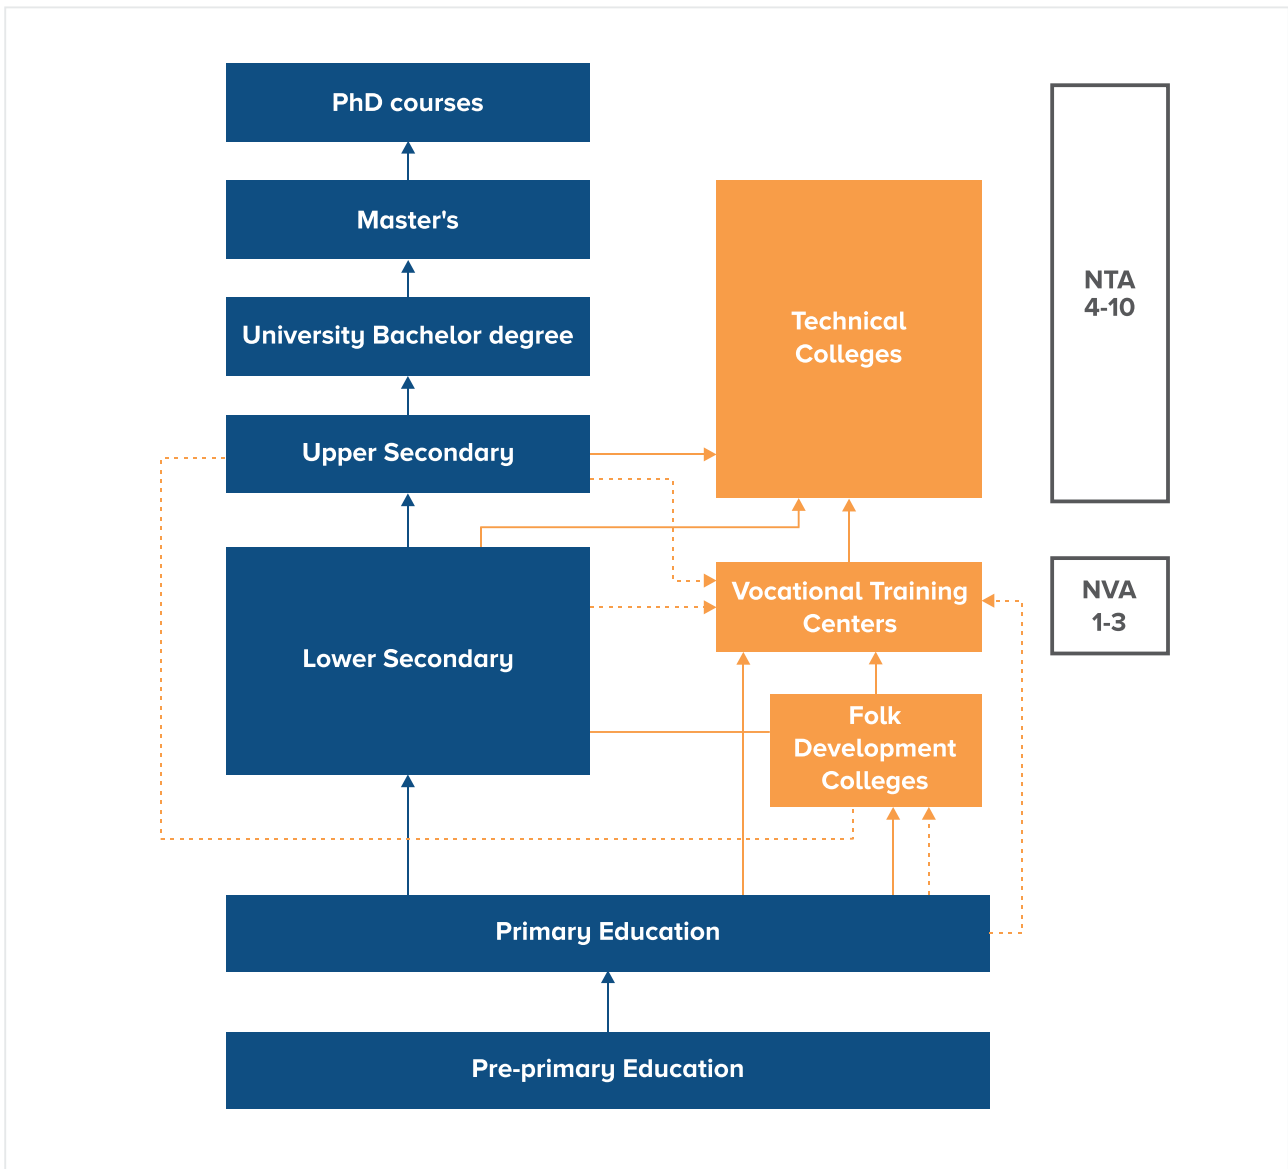 PhD courses
Master's
University Bachelor degree
Upper Secondary
Lower Secondary
Technical
Colleges
Vocational Training
Centers
Folk
Development
Colleges
Primary Education
Pre-primary Education
NTA
4-10
NVA
1-3